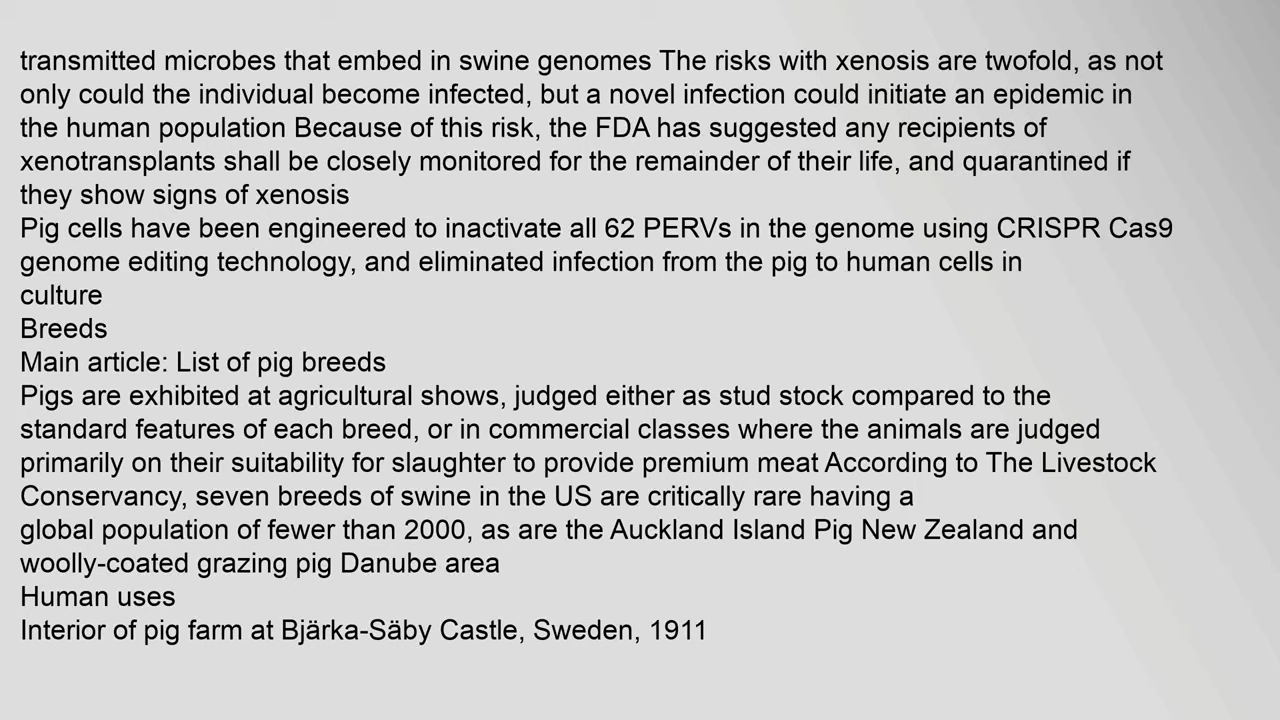 transmitted microbes that embed in swine genomes The risks with xenosis are twofold, as not
only could the individual become infected, but a novel infection could initiate an epidemic in
the human population Because of this risk, the FDA has suggested any recipients of
xenotransplants shall be closely monitored for the remainder of their life, and quarantined if
they show signs of xenosis
Pig cells have been engineered to inactivate all 62 PERVs in the genome using CRISPR Cas9
genome editing technology, and eliminated infection from the pig to human cells in
culture
Breeds
Main article: List of pig breeds
Pigs are exhibited at agricultural shows, judged either as stud stock compared to the
standard features of each breed, or in commercial classes where the animals are judged
primarily on their suitability for slaughter to provide premium meat According to The Livestock
Conservancy, seven breeds of swine in the US are critically rare having a
global population of fewer than 2000, as are the Auckland Island Pig New Zealand and
woolly-coated grazing pig Danube area
Human uses
Interior of pig farm at Bjärka-Säby Castle, Sweden, 1911